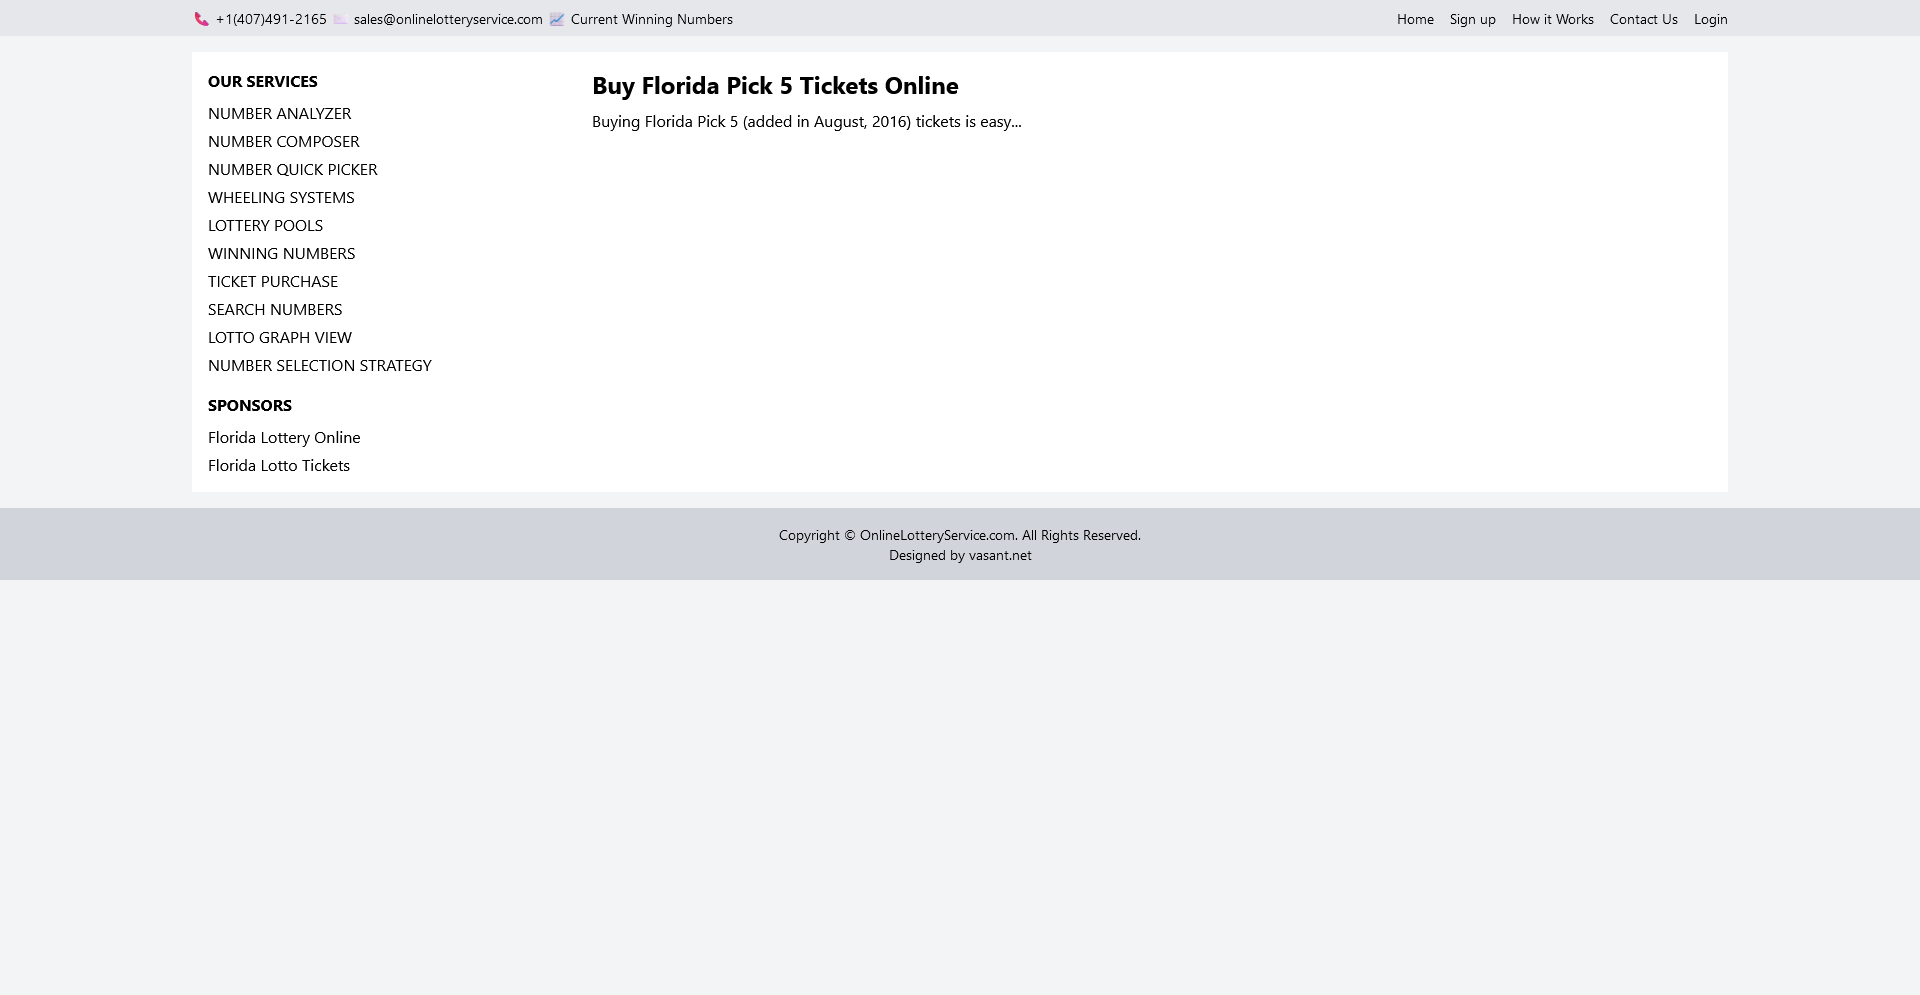 +1(407)491-2165 sales@onlinelotteryservice.com Current Winning Numbers
Home Sign up How it Works Contact Us Login
OUR SERVICES
NUMBER ANALYZER
NUMBER COMPOSER
NUMBER QUICK PICKER
WHEELING SYSTEMS
LOTTERY POOLS
WINNING NUMBERS
TICKET PURCHASE
SEARCH NUMBERS
LOTTO GRAPH VIEW
NUMBER SELECTION STRATEGY
SPONSORS
Florida Lottery Online
Florida Lotto Tickets
Buy Florida Pick 5 Tickets Online
Buying Florida Pick 5 (added in August, 2016) tickets is easy...
Copyright © OnlineLotteryService.com. All Rights Reserved.
Designed by vasant.net